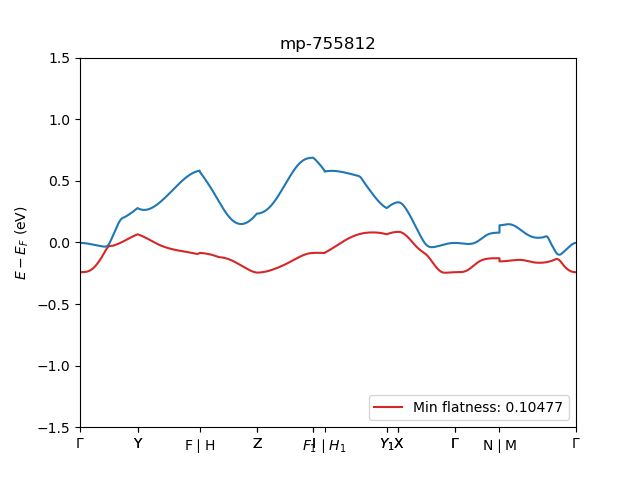 mp-755812
E − E_F (eV)
1.5
1.0
0.5
0.0
−0.5
−1.0
−1.5
Min flatness: 0.10477
Γ Y F | H Z F₁ | H₁ Y₁ X Γ N | M Γ